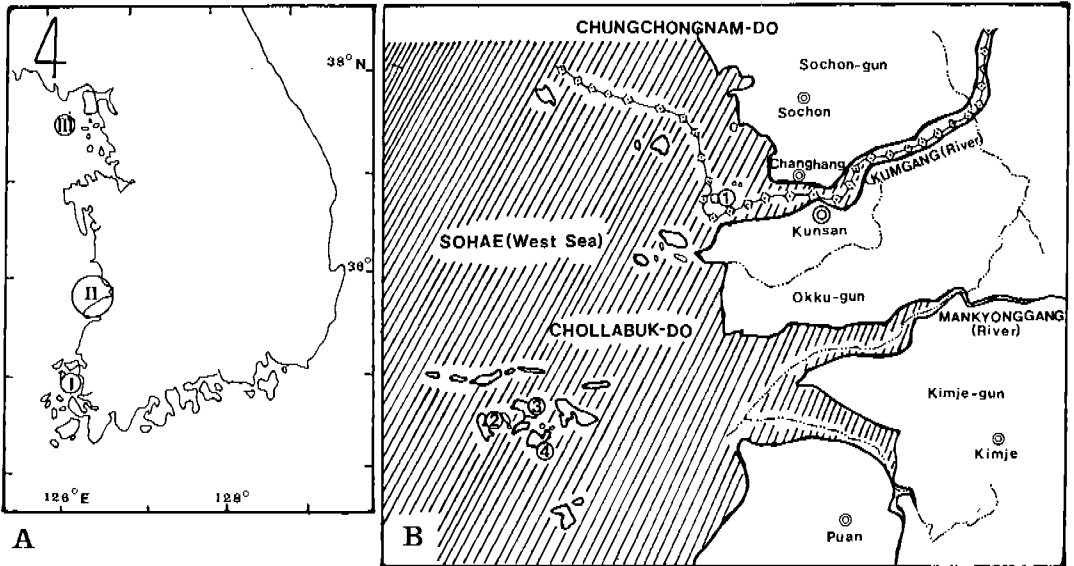 4
38°N
III
II
36°
I
126°E
128°
A
CHUNGCHONGNAM-DO
Sochon-gun
Sochon
Changhang
KUMGANG (River)
①
Kunsan
SOHAE (West Sea)
Okku-gun
CHOLLABUK-DO
MANKYONGGANG
(River)
Kimje-gun
③
②
④
Kimje
Puan
B